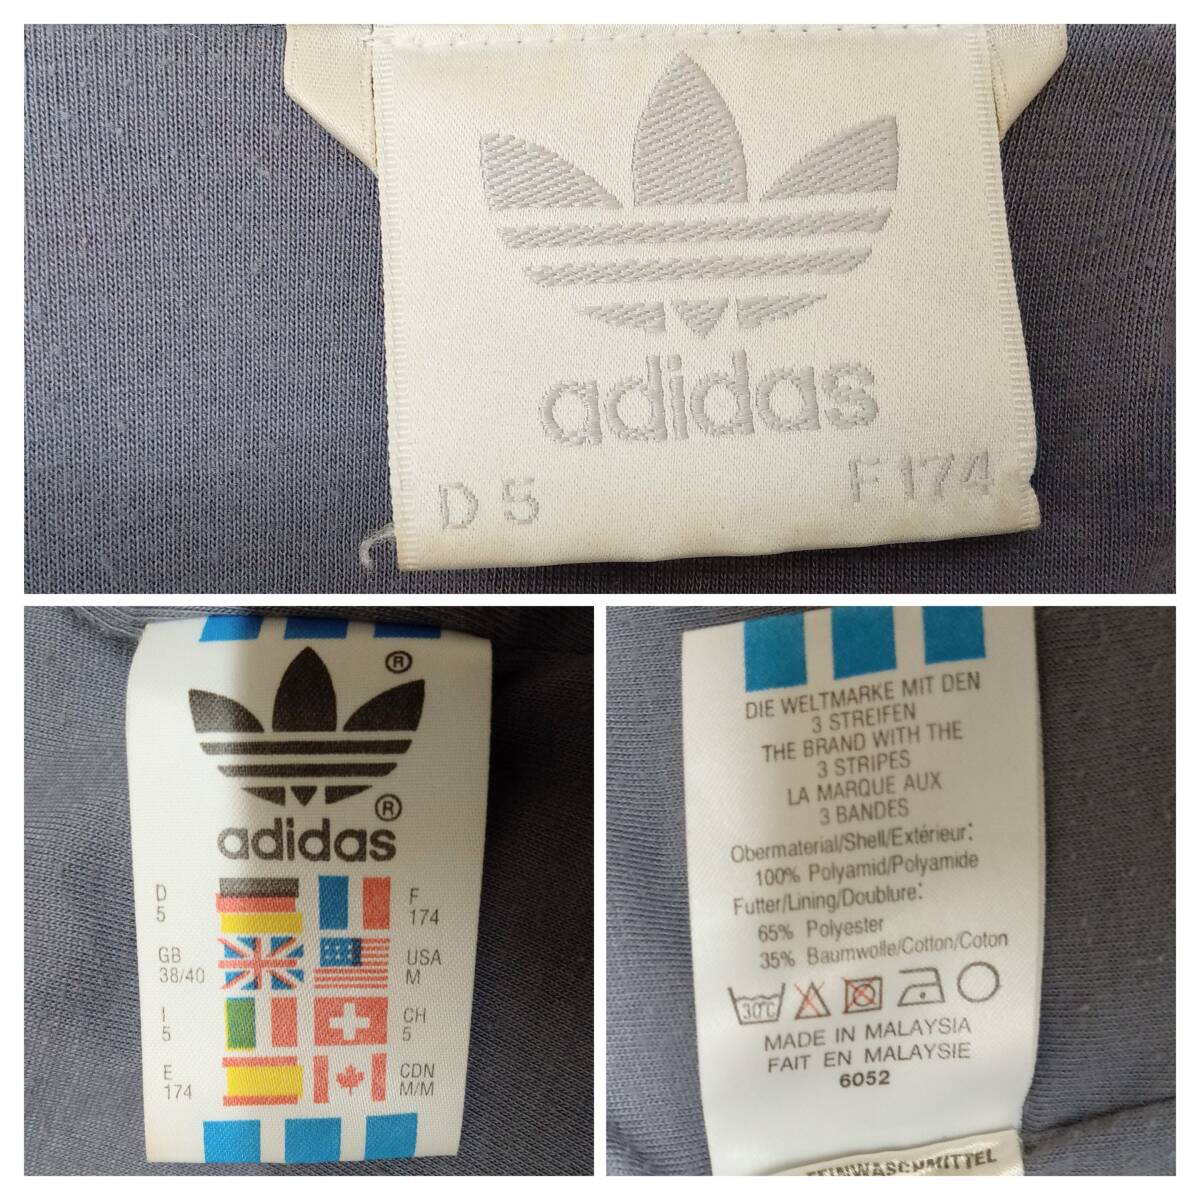 adidas
D 5 F 174
®
®
adidas
D
5
F
174
GB
38/40
USA
M
I
5
CH
5
E
174
CDN
M/M
DIE WELTMARKE MIT DEN
3 STREIFEN
THE BRAND WITH THE
3 STRIPES
LA MARQUE AUX
3 BANDES
Obermaterial/Shell/Extérieur:
100% Polyamid/Polyamide
Futter/Lining/Doublure:
65% Polyester
35% Baumwolle/Cotton/Coton
30°C
MADE IN MALAYSIA
FAIT EN MALAYSIE
6052
FEINWASCHMITTEL